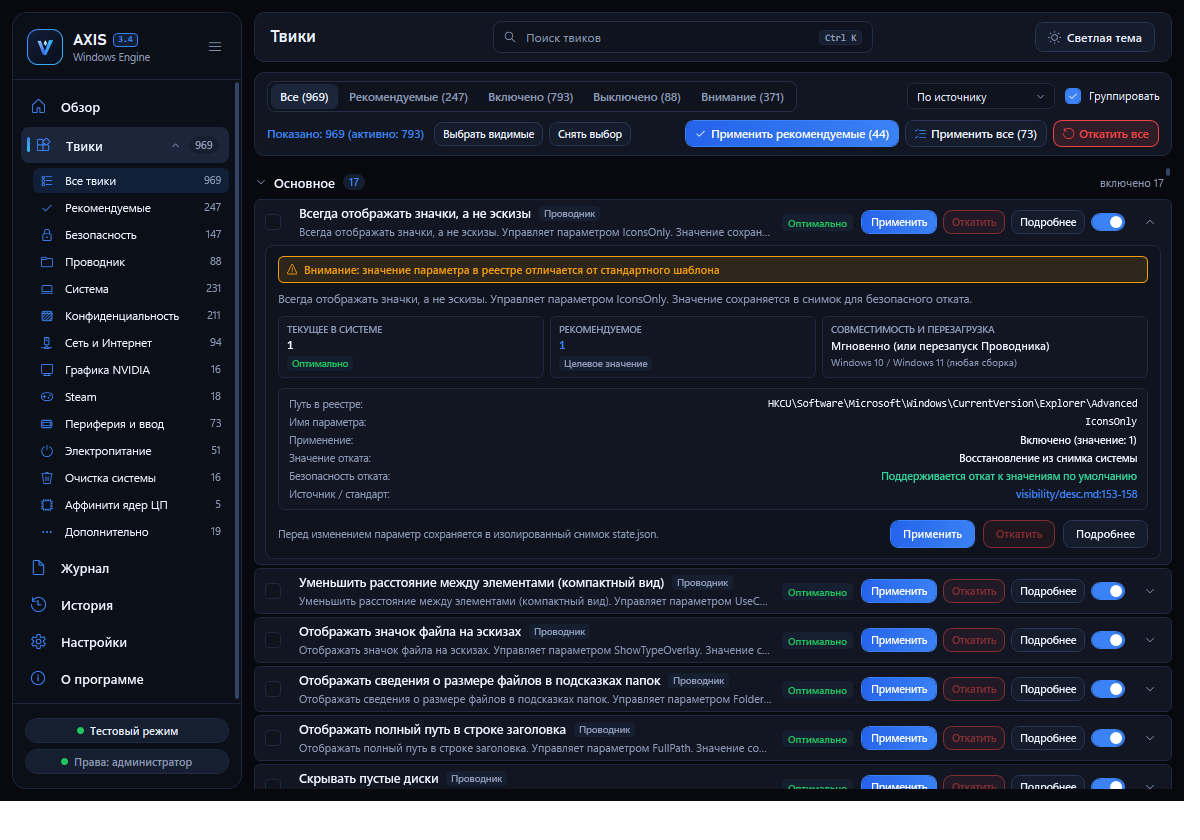 AXIS 3.4
Windows Engine
Обзор
Твики 969
Все твики 969
Рекомендуемые 247
Безопасность 147
Проводник 88
Система 231
Конфиденциальность 211
Сеть и Интернет 94
Графика NVIDIA 16
Steam 18
Периферия и ввод 73
Электропитание 51
Очистка системы 16
Аффинити ядер ЦП 5
Дополнительно 19
Журнал
История
Настройки
О программе
Тестовый режим
Права: администратор
Твики
Поиск твиков Ctrl K
Светлая тема
Все (969) Рекомендуемые (247) Включено (793) Выключено (88) Внимание (371)
По источнику Группировать
Показано: 969 (активно: 793) Выбрать видимые Снять выбор
Применить рекомендуемые (44) Применить все (73) Откатить все
Основное 17 включено 17
Всегда отображать значки, а не эскизы Проводник
Всегда отображать значки, а не эскизы. Управляет параметром IconsOnly. Значение сохран...
Оптимально Применить Откатить Подробнее
Внимание: значение параметра в реестре отличается от стандартного шаблона
Всегда отображать значки, а не эскизы. Управляет параметром IconsOnly. Значение сохраняется в снимок для безопасного отката.
ТЕКУЩЕЕ В СИСТЕМЕ
1
Оптимально
РЕКОМЕНДУЕМОЕ
1
Целевое значение
СОВМЕСТИМОСТЬ И ПЕРЕЗАГРУЗКА
Мгновенно (или перезапуск Проводника)
Windows 10 / Windows 11 (любая сборка)
Путь в реестре: HKCU\Software\Microsoft\Windows\CurrentVersion\Explorer\Advanced
Имя параметра: IconsOnly
Применение: Включено (значение: 1)
Значение отката: Восстановление из снимка системы
Безопасность отката: Поддерживается откат к значениям по умолчанию
Источник / стандарт: visibility/desc.md:153-158
Перед изменением параметр сохраняется в изолированный снимок state.json.
Применить Откатить Подробнее
Уменьшить расстояние между элементами (компактный вид) Проводник
Уменьшить расстояние между элементами (компактный вид). Управляет параметром UseC...
Оптимально Применить Откатить Подробнее
Отображать значок файла на эскизах Проводник
Отображать значок файла на эскизах. Управляет параметром ShowTypeOverlay. Значение с...
Оптимально Применить Откатить Подробнее
Отображать сведения о размере файлов в подсказках папок Проводник
Отображать сведения о размере файлов в подсказках папок. Управляет параметром Folder...
Оптимально Применить Откатить Подробнее
Отображать полный путь в строке заголовка Проводник
Отображать полный путь в строке заголовка. Управляет параметром FullPath. Значение со...
Оптимально Применить Откатить Подробнее
Скрывать пустые диски Проводник
Оптимально Применить Откатить Подробнее